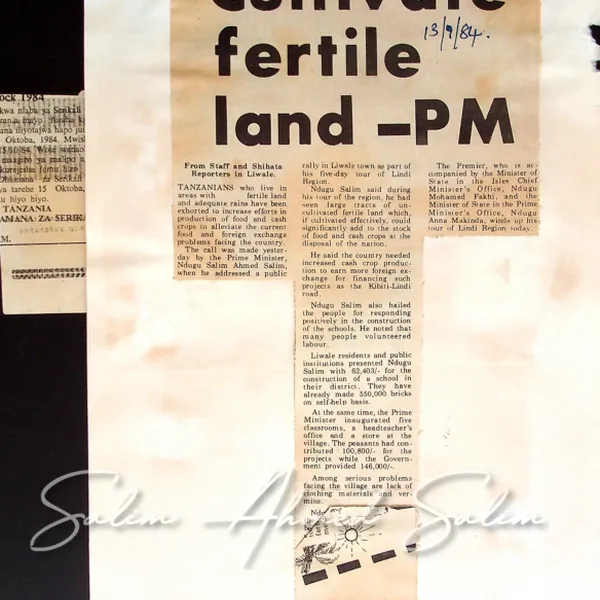 Cultivate
fertile
land – PM
13/9/84.
From Staff and Shihata
Reporters in Liwale.
TANZANIANS who live in
areas with fertile land
and adequate rains have been
exhorted to increase efforts in
production of food and cash
crops to alleviate the current
food and foreign exchange
problems facing the country.
The call was made yester-
day by the Prime Minister,
Ndugu Salim Ahmed Salim,
when he addressed a public
rally in Liwale town as part of
his five-day tour of Lindi
Region.
Ndugu Salim said during
his tour of the region, he had
seen large tracts of un-
cultivated fertile land which,
if cultivated effectively, could
significantly add to the stock
of food and cash crops at the
disposal of the nation.
He said the country needed
increased cash crop produc-
tion to earn more foreign ex-
change for financing such
projects as the Kibiti-Lindi
road.
Ndugu Salim also hailed
the people for responding
positively in the construction
of the schools. He noted that
many people volunteered
labour.
Liwale residents and public
institutions presented Ndugu
Salim with 62,403/- for the
construction of a school in
their district. They have
already made 550,000 bricks
on self-help basis.
At the same time, the Prime
Minister inaugurated five
classrooms, a headteacher's
office and a store at the
village. The peasants had con-
tributed 100,800/- for the
projects while the Govern-
ment provided 146,000/-.
Among serious problems
facing the village are lack of
clothing materials and ver-
mins.
The Premier, who is ac-
companied by the Minister of
State in the Isles Chief
Minister's Office, Ndugu
Mohamed Fakhi, and the
Minister of State in the Prime
Minister's Office, Ndugu
Anna Makinda, winds up his
tour of Lindi Region today.
ock 1984
kwa niaba ya Serikali
Oktoba, 1984.
ya tarehe 15 Oktoba,
hiyo.
TANZANIA
AMANA ZA SERIKA
M.
Salim Ahmed Salim